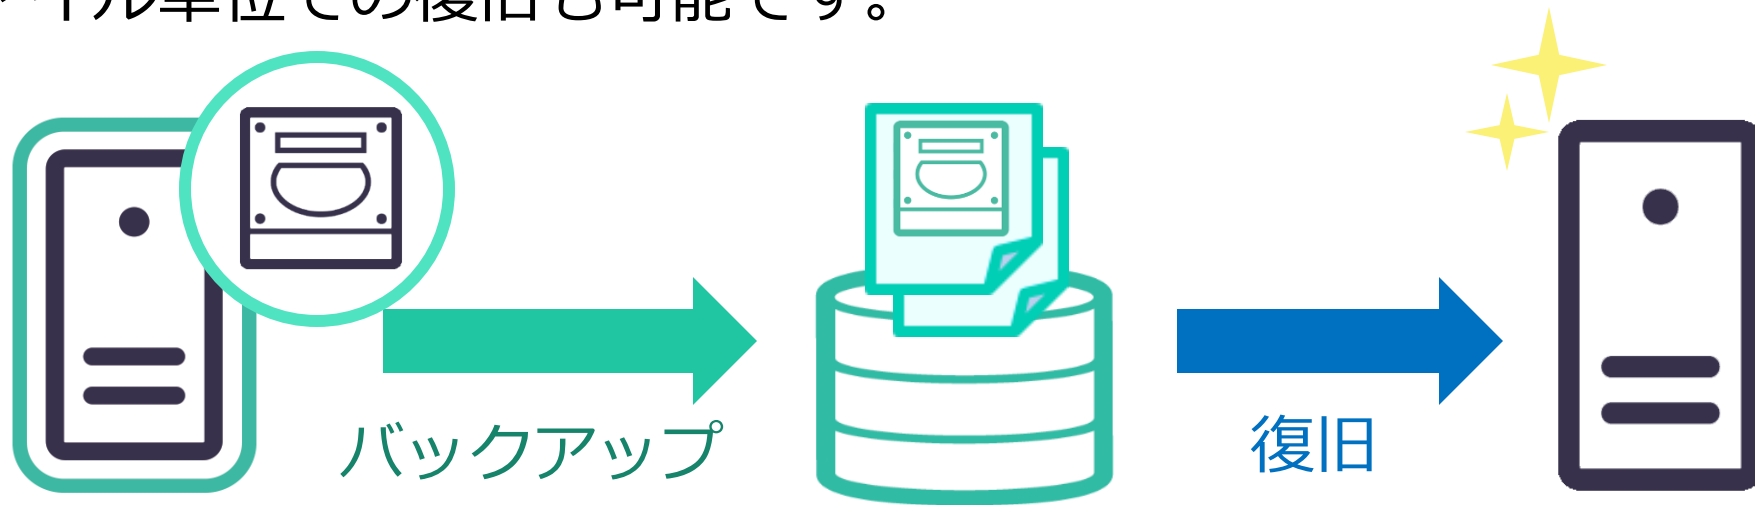 イル単位での復旧も可能です。
バックアップ
復旧